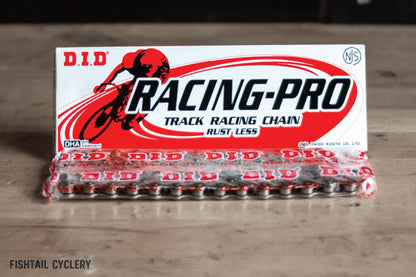 D.I.D
NJS
RACING-PRO
TRACK RACING CHAIN
RUST LESS
DHA
DAIDO KOGYO CO., LTD.
D.I.D D.I.D D.I.D
D.I.D D.I.D
FISHTAIL CYCLERY